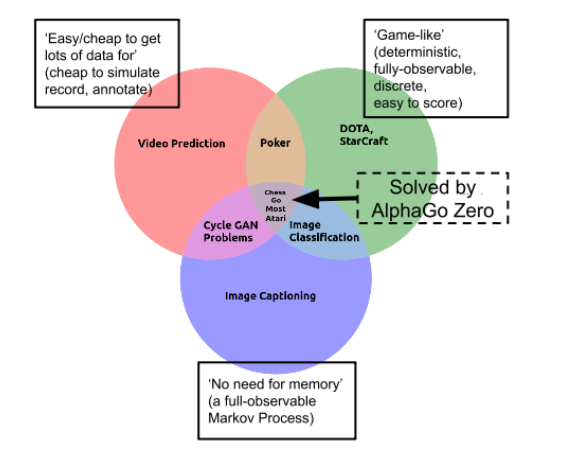 ‘Easy/cheap to get
lots of data for’
(cheap to simulate
record, annotate)
‘Game-like’
(deterministic,
fully-observable,
discrete,
easy to score)
Video Prediction
Poker
DOTA,
StarCraft
Chess
Go
Most
Atari
Solved by
AlphaGo Zero
Cycle GAN
Problems
Image
Classification
Image Captioning
‘No need for memory’
(a full-observable
Markov Process)